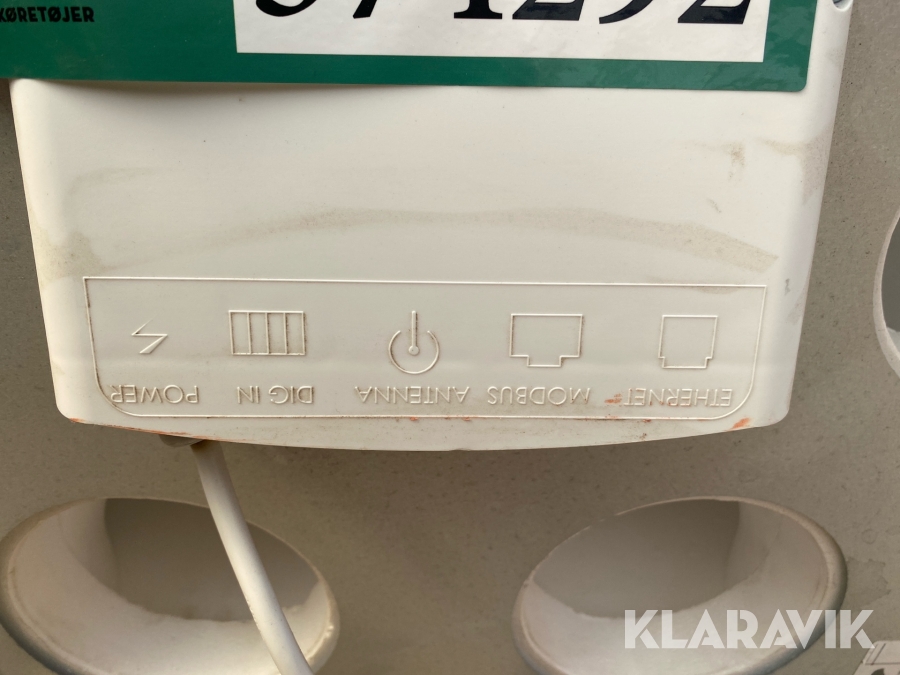 KØRETØJER
POWER DIG IN ANTENNA MODBUS ETHERNET
KLARAVIK